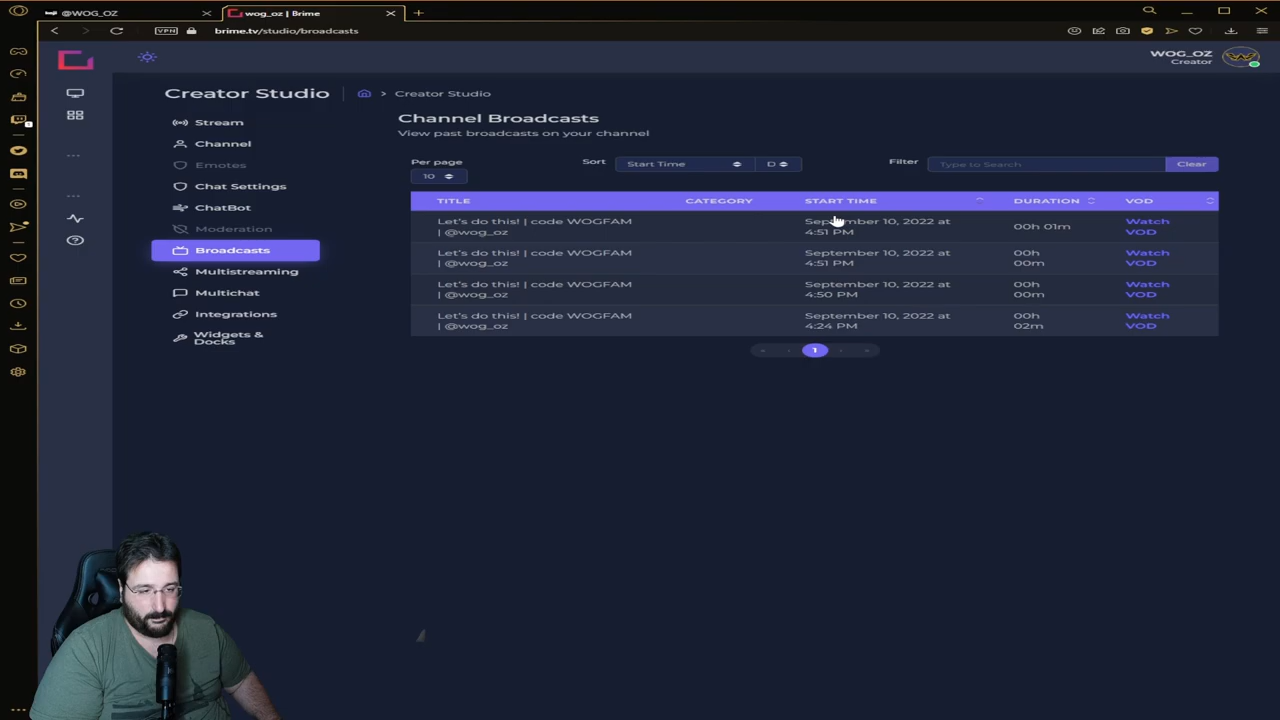 @WOG_OZ
wog_oz | Brime
VPN
brime.tv/studio/broadcasts
WOG_OZ
Creator
Creator Studio
> Creator Studio
Stream
Channel
Emotes
Chat Settings
ChatBot
Moderation
Broadcasts
Multistreaming
Multichat
Integrations
Widgets &
Docks
Channel Broadcasts
View past broadcasts on your channel
Per page
10
Sort
Start Time
D
Filter
Type to Search
Clear
TITLE CATEGORY START TIME DURATION VOD
Let's do this! | code WOGFAM
| @wog_oz
September 10, 2022 at
4:51 PM
00h 01m
Watch
VOD
Let's do this! | code WOGFAM
| @wog_oz
September 10, 2022 at
4:51 PM
00h
00m
Watch
VOD
Let's do this! | code WOGFAM
| @wog_oz
September 10, 2022 at
4:50 PM
00h
00m
Watch
VOD
Let's do this! | code WOGFAM
| @wog_oz
September 10, 2022 at
4:24 PM
00h
02m
Watch
VOD
« ‹ 1 › »